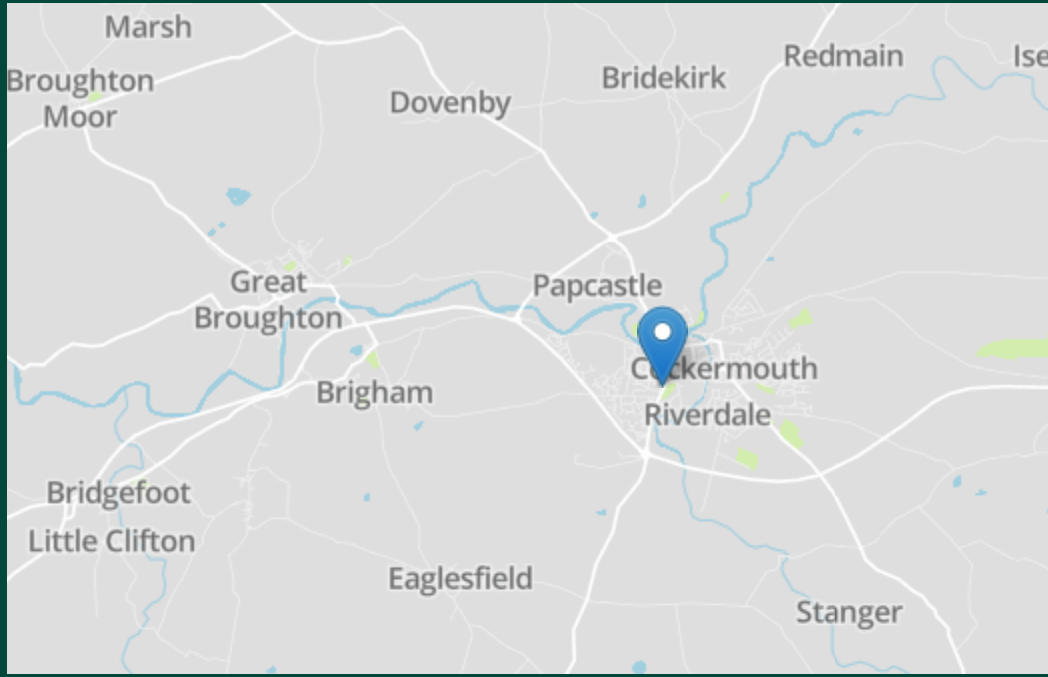 Marsh
Redmain
Ise
Broughton
Moor
Bridekirk
Dovenby
Great
Broughton
Papcastle
Cockermouth
Brigham
Riverdale
Bridgefoot
Little Clifton
Eaglesfield
Stanger